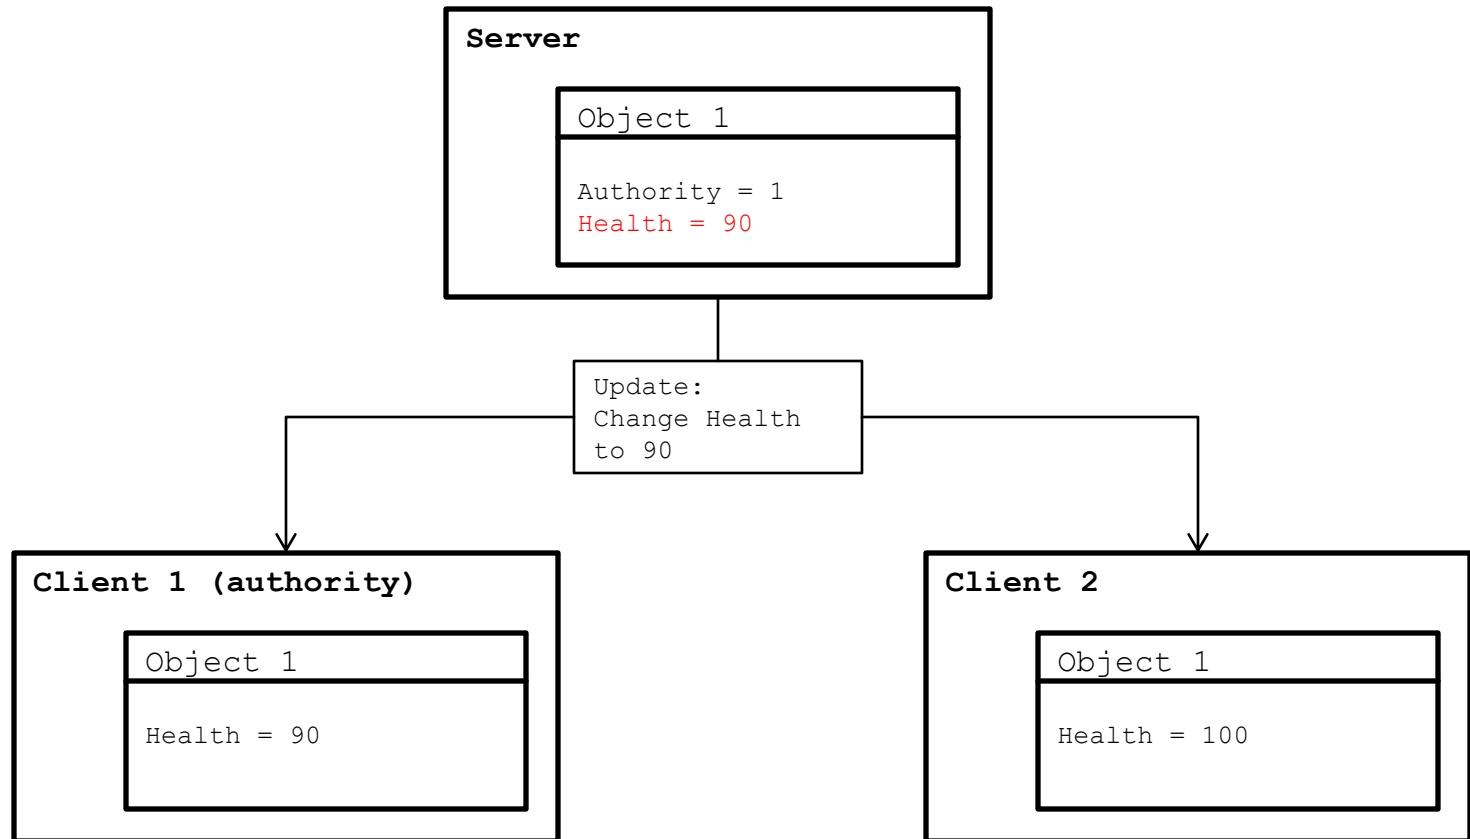 Server
Object 1
Authority = 1
Health = 90
Update:
Change Health
to 90
Client 1 (authority)
Object 1
Health = 90
Client 2
Object 1
Health = 100